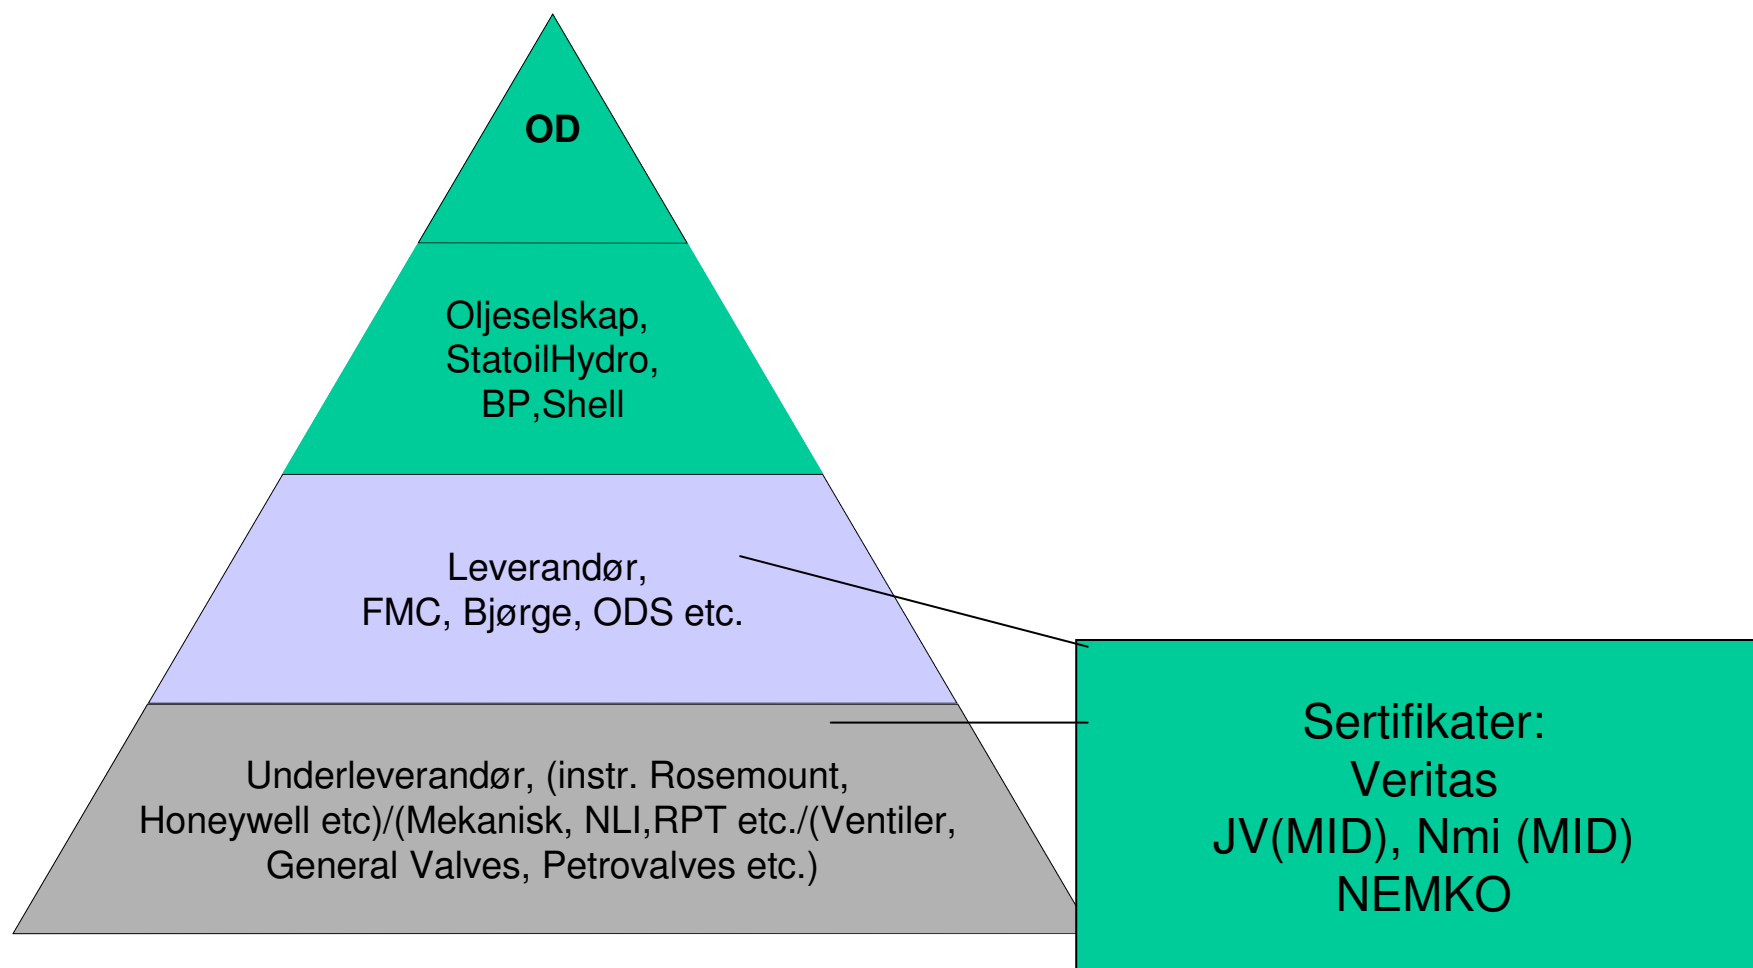 OD
Oljeselskap,
StatoilHydro,
BP,Shell
Leverandør,
FMC, Bjørge, ODS etc.
Underleverandør, (instr. Rosemount,
Honeywell etc)/(Mekanisk, NLI,RPT etc./(Ventiler,
General Valves, Petrovalves etc.)
Sertifikater:
Veritas
JV(MID), Nmi (MID)
NEMKO